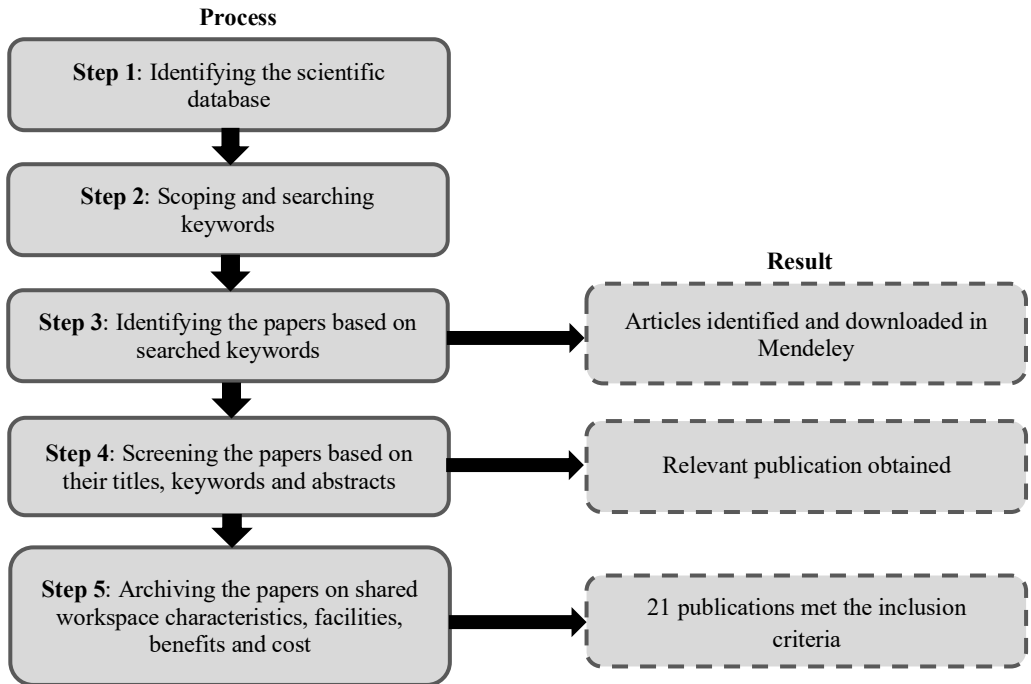 Process
Step 1: Identifying the scientific
database
Step 2: Scoping and searching
keywords
Result
Step 3: Identifying the papers based on
searched keywords
Articles identified and downloaded in
Mendeley
Step 4: Screening the papers based on
their titles, keywords and abstracts
Relevant publication obtained
Step 5: Archiving the papers on shared
workspace characteristics, facilities,
benefits and cost
21 publications met the inclusion
criteria